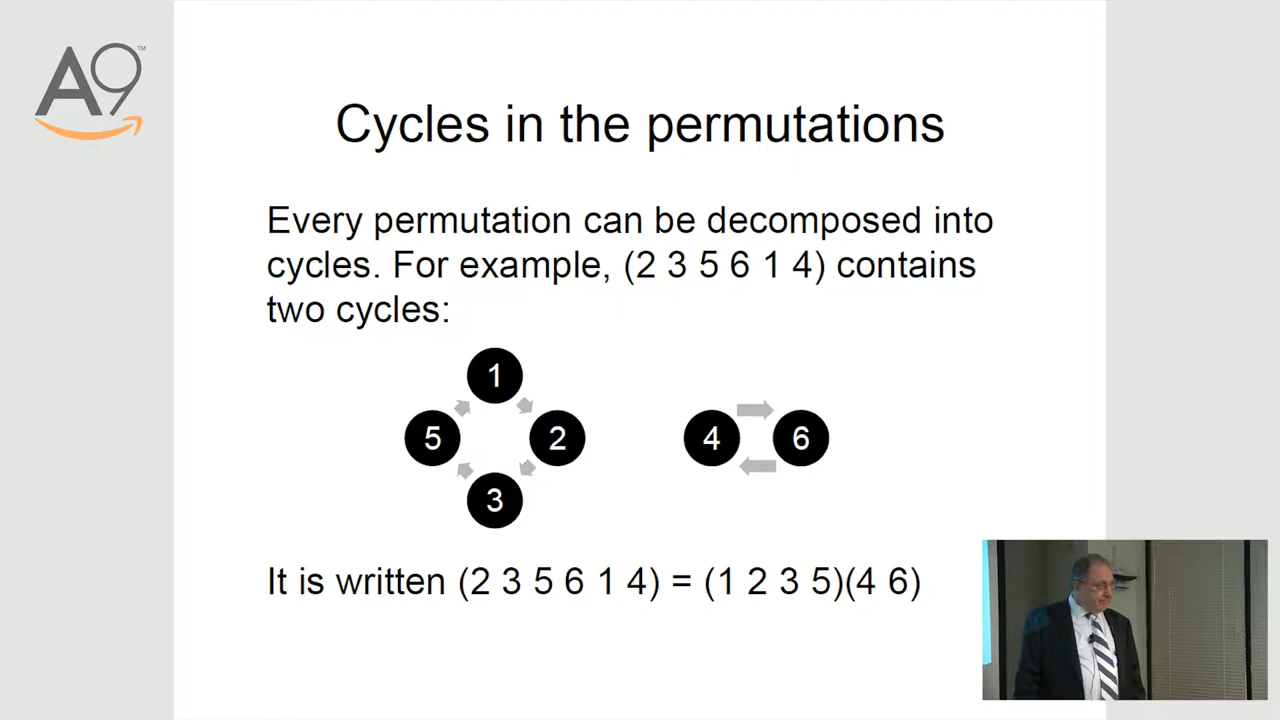 A9™
Cycles in the permutations
Every permutation can be decomposed into
cycles. For example, (2 3 5 6 1 4) contains
two cycles:
1
5
2
3
4
6
It is written (2 3 5 6 1 4) = (1 2 3 5)(4 6)